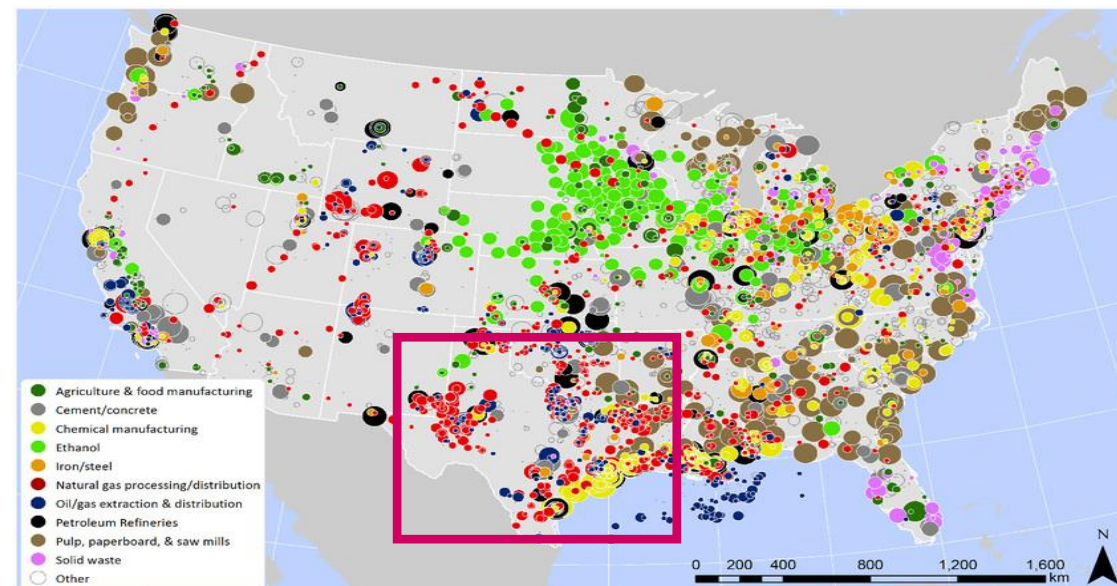 Agriculture & food manufacturing
Cement/concrete
Chemical manufacturing
Ethanol
Iron/steel
Natural gas processing/distribution
Oil/gas extraction & distribution
Petroleum Refineries
Pulp, paperboard, & saw mills
Solid waste
Other
N
0 200 400 800 1,200 1,600
km